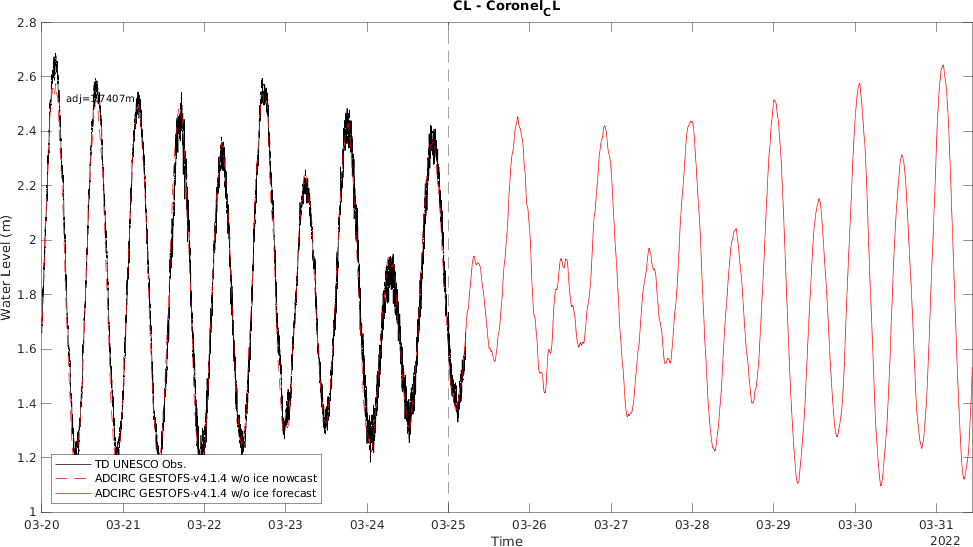 CL - Coronel_CL
2.8
2.6
2.4
2.2
2
1.8
1.6
1.4
1.2
1
Water Level (m)
TD UNESCO Obs.
ADCIRC GESTOFS-v4.1.4 w/o ice nowcast
ADCIRC GESTOFS-v4.1.4 w/o ice forecast
03-20 03-21 03-22 03-23 03-24 03-25 03-26 03-27 03-28 03-29 03-30 03-31
Time
2022